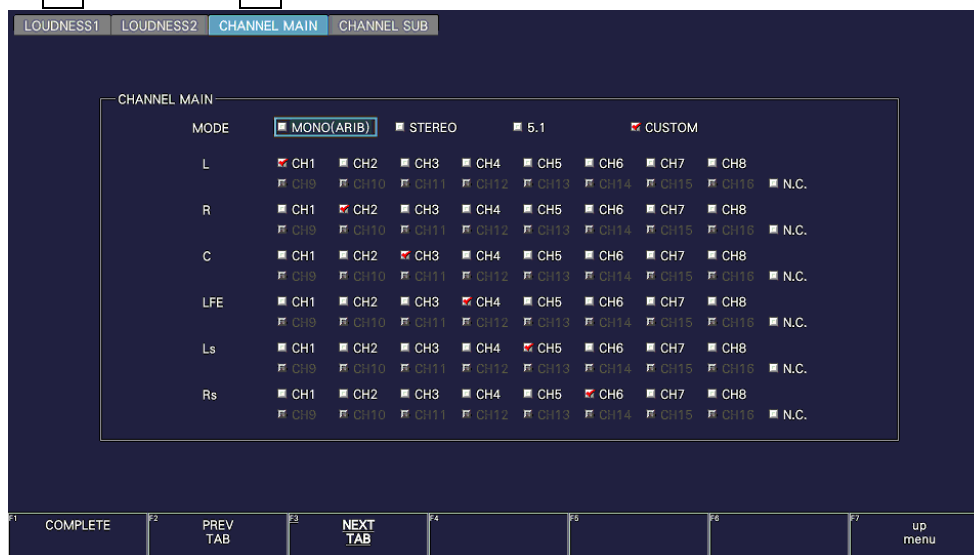 LOUDNESS1 LOUDNESS2 CHANNEL MAIN CHANNEL SUB
CHANNEL MAIN
MODE MONO(ARIB) STEREO 5.1 CUSTOM
L CH1 CH2 CH3 CH4 CH5 CH6 CH7 CH8
CH9 CH10 CH11 CH12 CH13 CH14 CH15 CH16 N.C.
R CH1 CH2 CH3 CH4 CH5 CH6 CH7 CH8
CH9 CH10 CH11 CH12 CH13 CH14 CH15 CH16 N.C.
C CH1 CH2 CH3 CH4 CH5 CH6 CH7 CH8
CH9 CH10 CH11 CH12 CH13 CH14 CH15 CH16 N.C.
LFE CH1 CH2 CH3 CH4 CH5 CH6 CH7 CH8
CH9 CH10 CH11 CH12 CH13 CH14 CH15 CH16 N.C.
Ls CH1 CH2 CH3 CH4 CH5 CH6 CH7 CH8
CH9 CH10 CH11 CH12 CH13 CH14 CH15 CH16 N.C.
Rs CH1 CH2 CH3 CH4 CH5 CH6 CH7 CH8
CH9 CH10 CH11 CH12 CH13 CH14 CH15 CH16 N.C.
F1 COMPLETE F2 PREV F3 NEXT F4 F5 F6 F7 up
TAB TAB menu